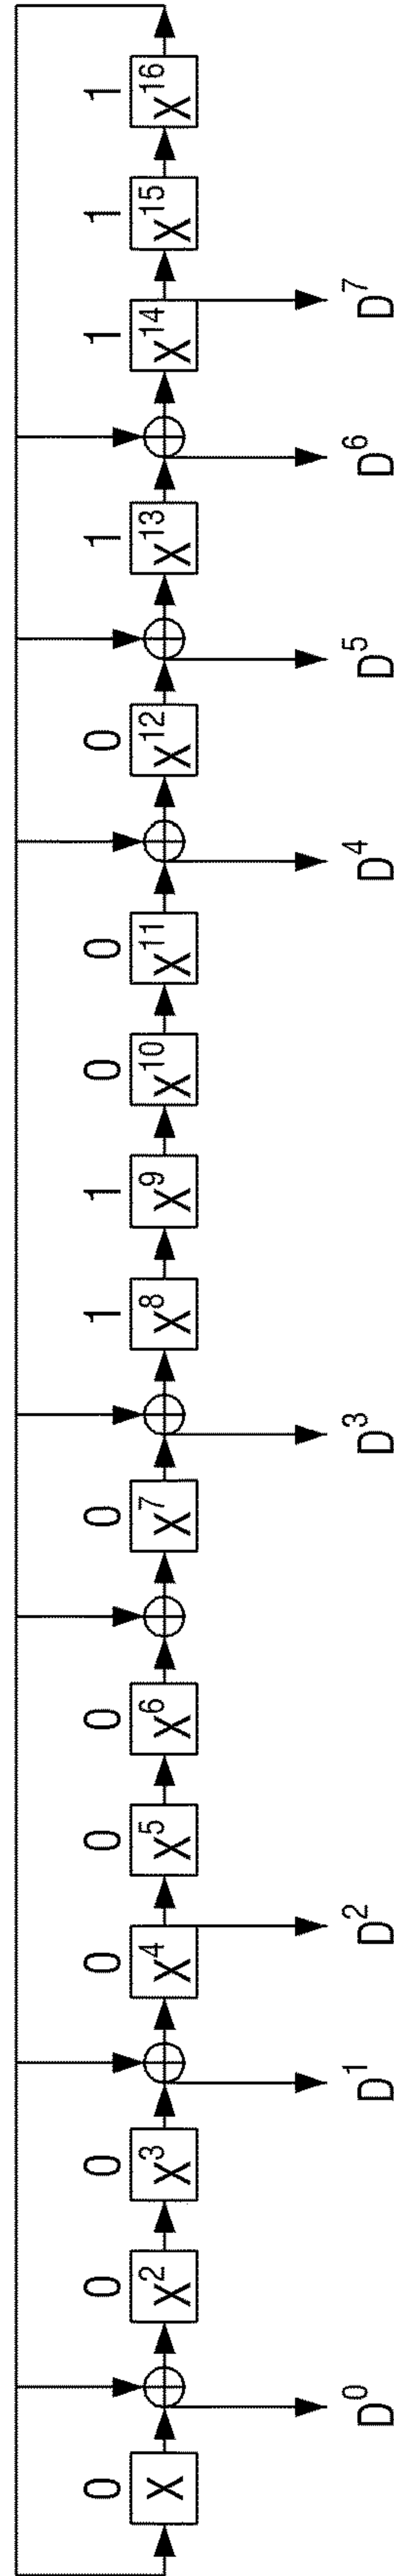 0 0 0 0 0 0 0 1 1 0 0 0 1 1 1 1
X X² X³ X⁴ X⁵ X⁶ X⁷ X⁸ X⁹ X¹⁰ X¹¹ X¹² X¹³ X¹⁴ X¹⁵ X¹⁶
D⁰ D¹ D² D³ D⁴ D⁵ D⁶ D⁷